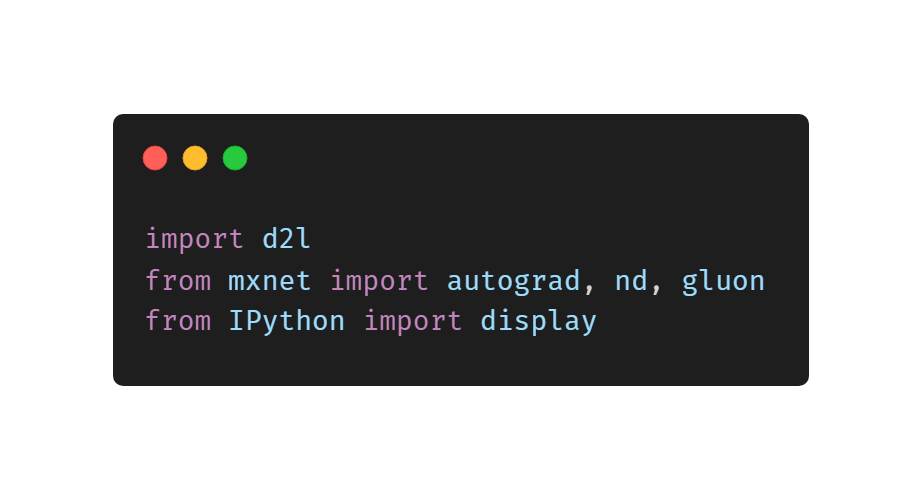 import d2l
from mxnet import autograd, nd, gluon
from IPython import display